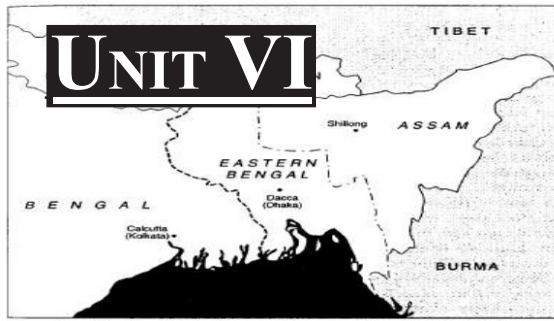 UNIT VI
TIBET
Shillong
ASSAM
EASTERN
BENGAL
Dacca
(Dhaka)
BENGAL
Calcutta
(Kolkata)
BURMA